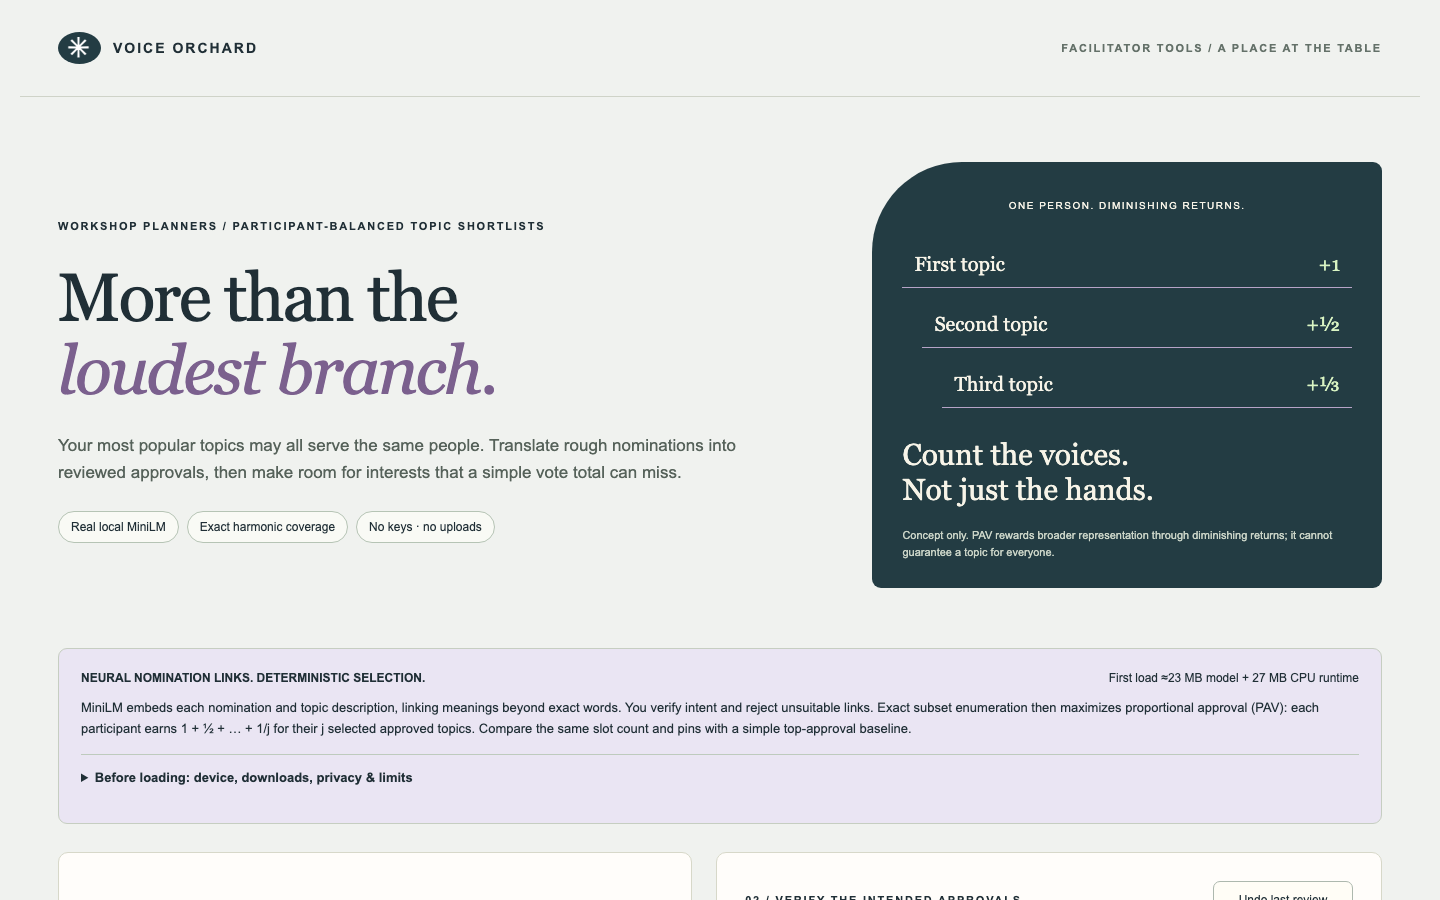 VOICE ORCHARD
FACILITATOR TOOLS / A PLACE AT THE TABLE
WORKSHOP PLANNERS / PARTICIPANT-BALANCED TOPIC SHORTLISTS
More than the
loudest branch.
Your most popular topics may all serve the same people. Translate rough nominations into
reviewed approvals, then make room for interests that a simple vote total can miss.
Real local MiniLM
Exact harmonic coverage
No keys · no uploads
ONE PERSON. DIMINISHING RETURNS.
First topic +1
Second topic +½
Third topic +⅓
Count the voices.
Not just the hands.
Concept only. PAV rewards broader representation through diminishing returns; it cannot
guarantee a topic for everyone.
NEURAL NOMINATION LINKS. DETERMINISTIC SELECTION.
First load ≈23 MB model + 27 MB CPU runtime
MiniLM embeds each nomination and topic description, linking meanings beyond exact words. You verify intent and reject unsuitable links. Exact subset enumeration then maximizes proportional approval (PAV): each
participant earns 1 + ½ + … + 1/j for their j selected approved topics. Compare the same slot count and pins with a simple top-approval baseline.
Before loading: device, downloads, privacy & limits
02 / VERIFY THE INTENDED APPROVALS
Undo last review